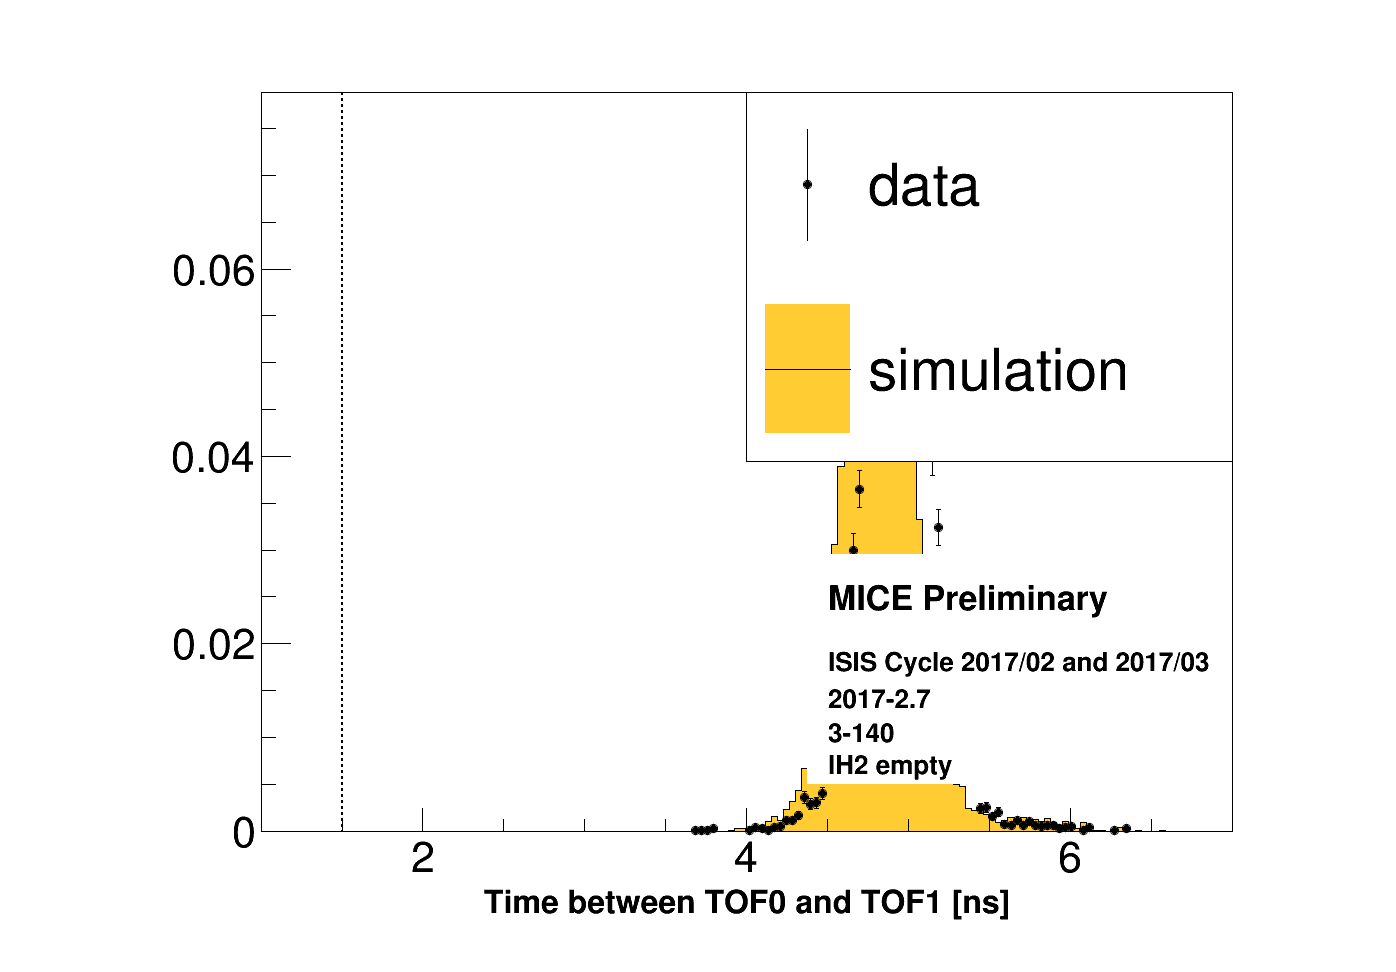 data
simulation
0.06
0.04
0.02
0
MICE Preliminary
ISIS Cycle 2017/02 and 2017/03
2017-2.7
3-140
IH2 empty
2 4 6
Time between TOF0 and TOF1 [ns]